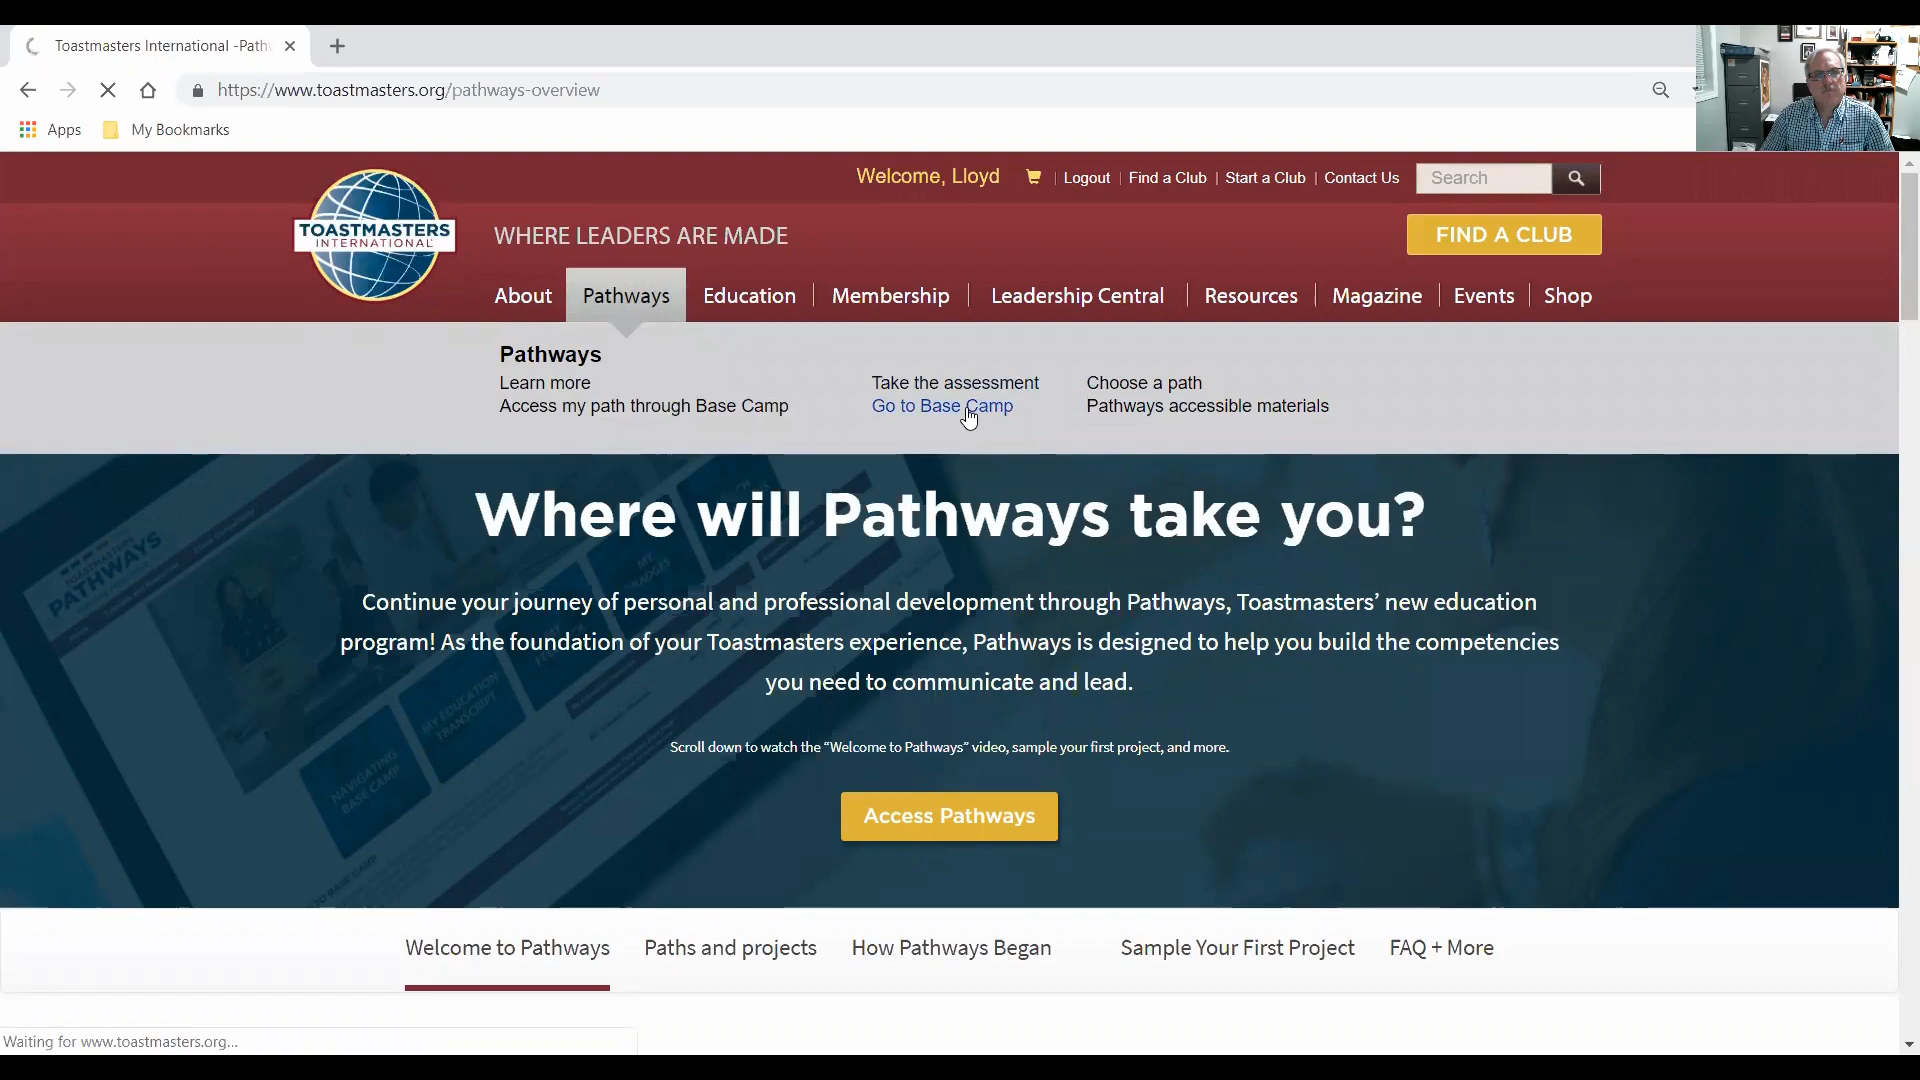 Toastmasters International -Path
https://www.toastmasters.org/pathways-overview
Apps My Bookmarks
Welcome, Lloyd Logout Find a Club Start a Club Contact Us Search
TOASTMASTERS
INTERNATIONAL
WHERE LEADERS ARE MADE
FIND A CLUB
About Pathways Education Membership Leadership Central Resources Magazine Events Shop
Pathways
Learn more Take the assessment Choose a path
Access my path through Base Camp Go to Base Camp Pathways accessible materials
Where will Pathways take you?
Continue your journey of personal and professional development through Pathways, Toastmasters’ new education
program! As the foundation of your Toastmasters experience, Pathways is designed to help you build the competencies
you need to communicate and lead.
Scroll down to watch the “Welcome to Pathways” video, sample your first project, and more.
Access Pathways
PATHWAYS
MY EDUCATION
TRANSCRIPT
NAVIGATING
BASE CAMP
Welcome to Pathways Paths and projects How Pathways Began Sample Your First Project FAQ + More
Waiting for www.toastmasters.org...